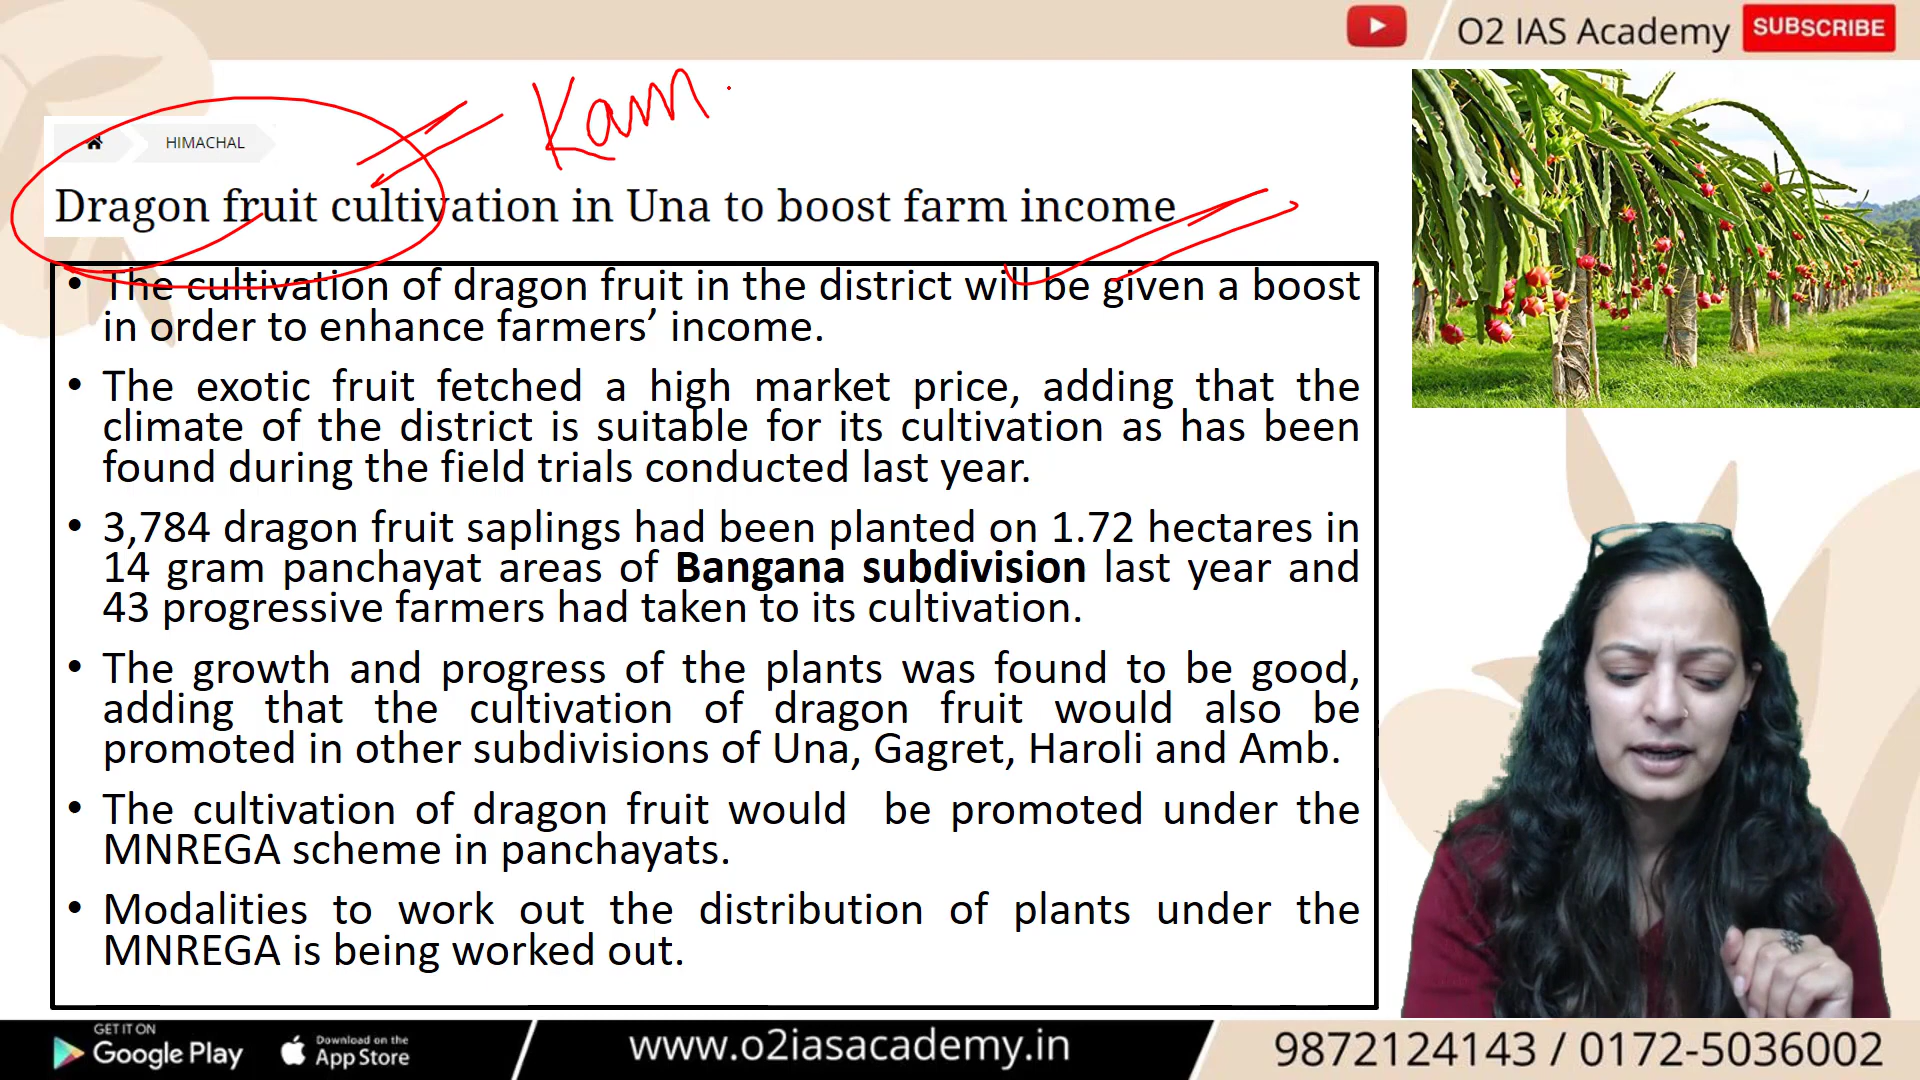 O2 IAS Academy SUBSCRIBE
Kam
HIMACHAL
Dragon fruit cultivation in Una to boost farm income
• The cultivation of dragon fruit in the district will be given a boost
in order to enhance farmers’ income.
• The exotic fruit fetched a high market price, adding that the
climate of the district is suitable for its cultivation as has been
found during the field trials conducted last year.
• 3,784 dragon fruit saplings had been planted on 1.72 hectares in
14 gram panchayat areas of Bangana subdivision last year and
43 progressive farmers had taken to its cultivation.
• The growth and progress of the plants was found to be good,
adding that the cultivation of dragon fruit would also be
promoted in other subdivisions of Una, Gagret, Haroli and Amb.
• The cultivation of dragon fruit would be promoted under the
MNREGA scheme in panchayats.
• Modalities to work out the distribution of plants under the
MNREGA is being worked out.
GET IT ON
Google Play
Download on the
App Store
www.o2iasacademy.in
9872124143 / 0172-5036002